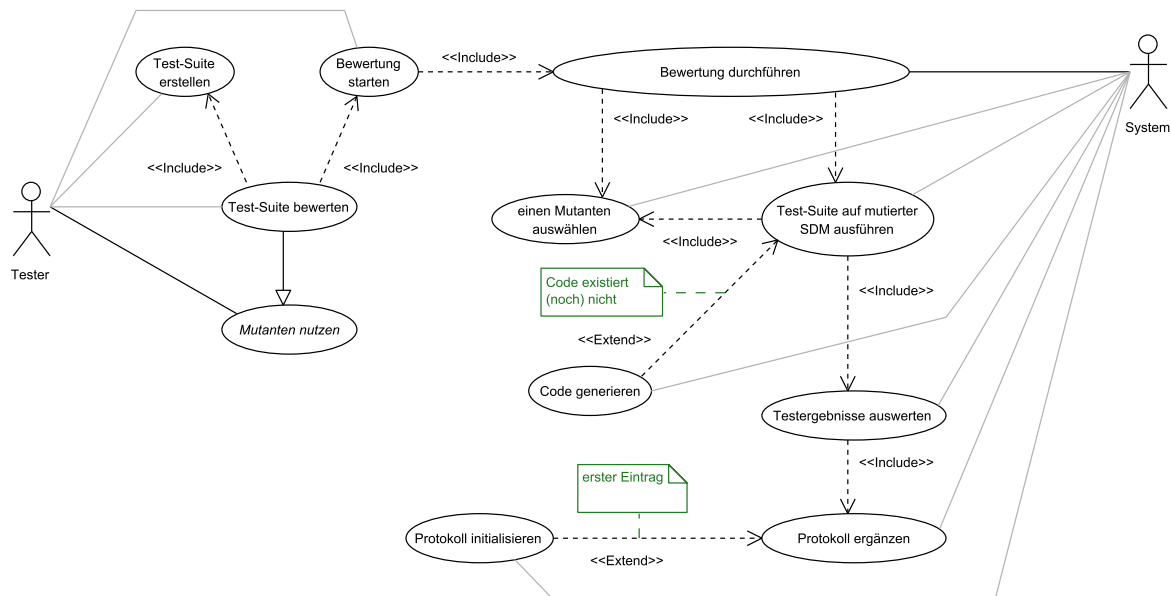 Test-Suite
erstellen
Bewertung
starten
<<Include>>
Bewertung durchführen
System
<<Include>>
<<Include>>
<<Include>>
<<Include>>
Tester
Test-Suite bewerten
einen Mutanten
auswählen
Test-Suite auf mutierter
SDM ausführen
<<Include>>
Code existiert
(noch) nicht
<<Include>>
Mutanten nutzen
<<Extend>>
Code generieren
Testergebnisse auswerten
<<Include>>
erster Eintrag
Protokoll initialisieren
Protokoll ergänzen
<<Extend>>